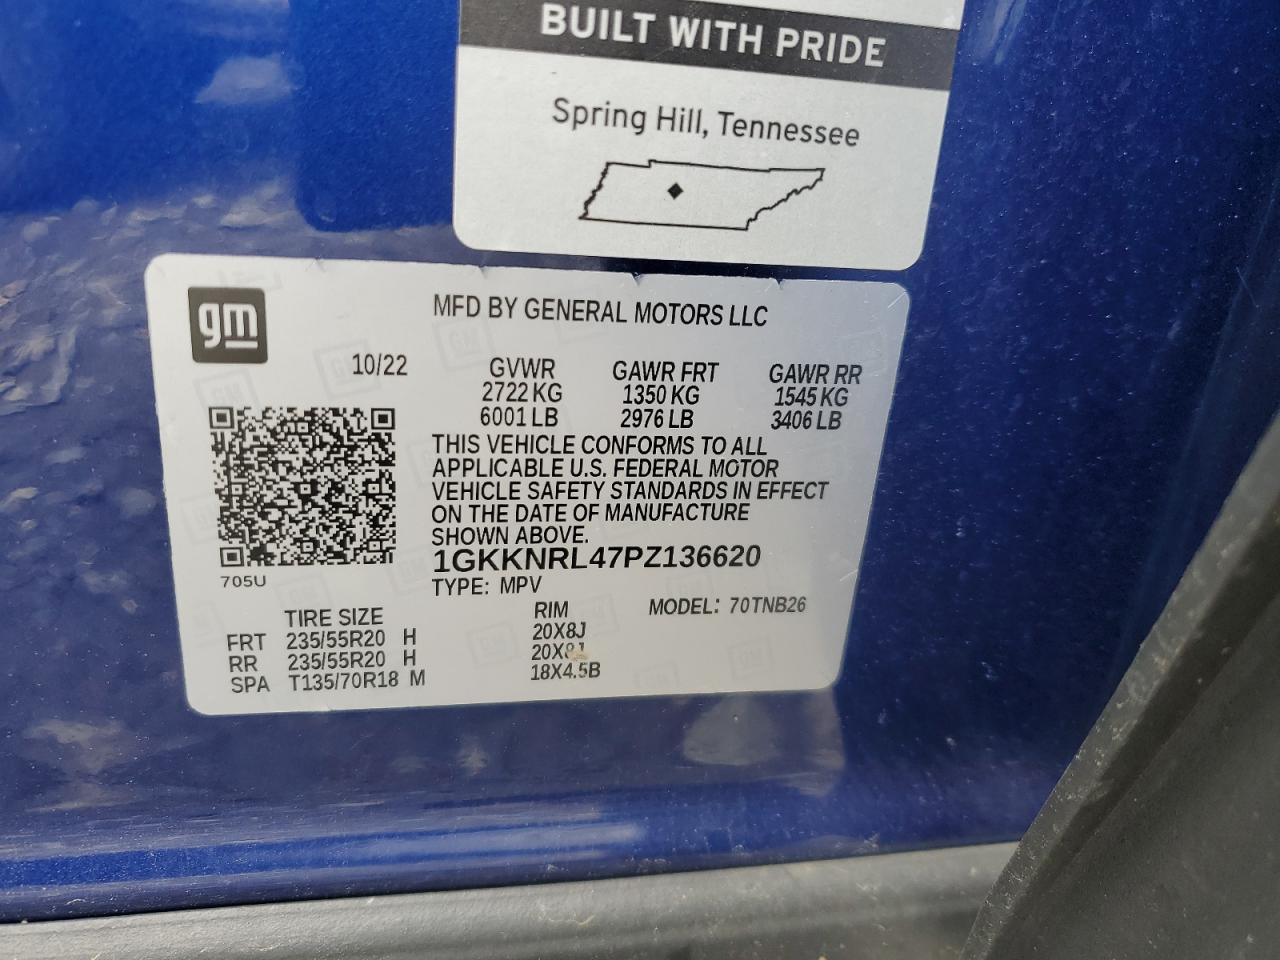 BUILT WITH PRIDE
Spring Hill, Tennessee
gm
MFD BY GENERAL MOTORS LLC
10/22 GVWR GAWR FRT GAWR RR
2722 KG 1350 KG 1545 KG
6001 LB 2976 LB 3406 LB
THIS VEHICLE CONFORMS TO ALL
APPLICABLE U.S. FEDERAL MOTOR
VEHICLE SAFETY STANDARDS IN EFFECT
ON THE DATE OF MANUFACTURE
SHOWN ABOVE.
1GKKNRL47PZ136620
705U
TYPE: MPV
TIRE SIZE RIM MODEL: 70TNB26
FRT 235/55R20 H 20X8J
RR 235/55R20 H
SPA T135/70R18 M 18X4.5B